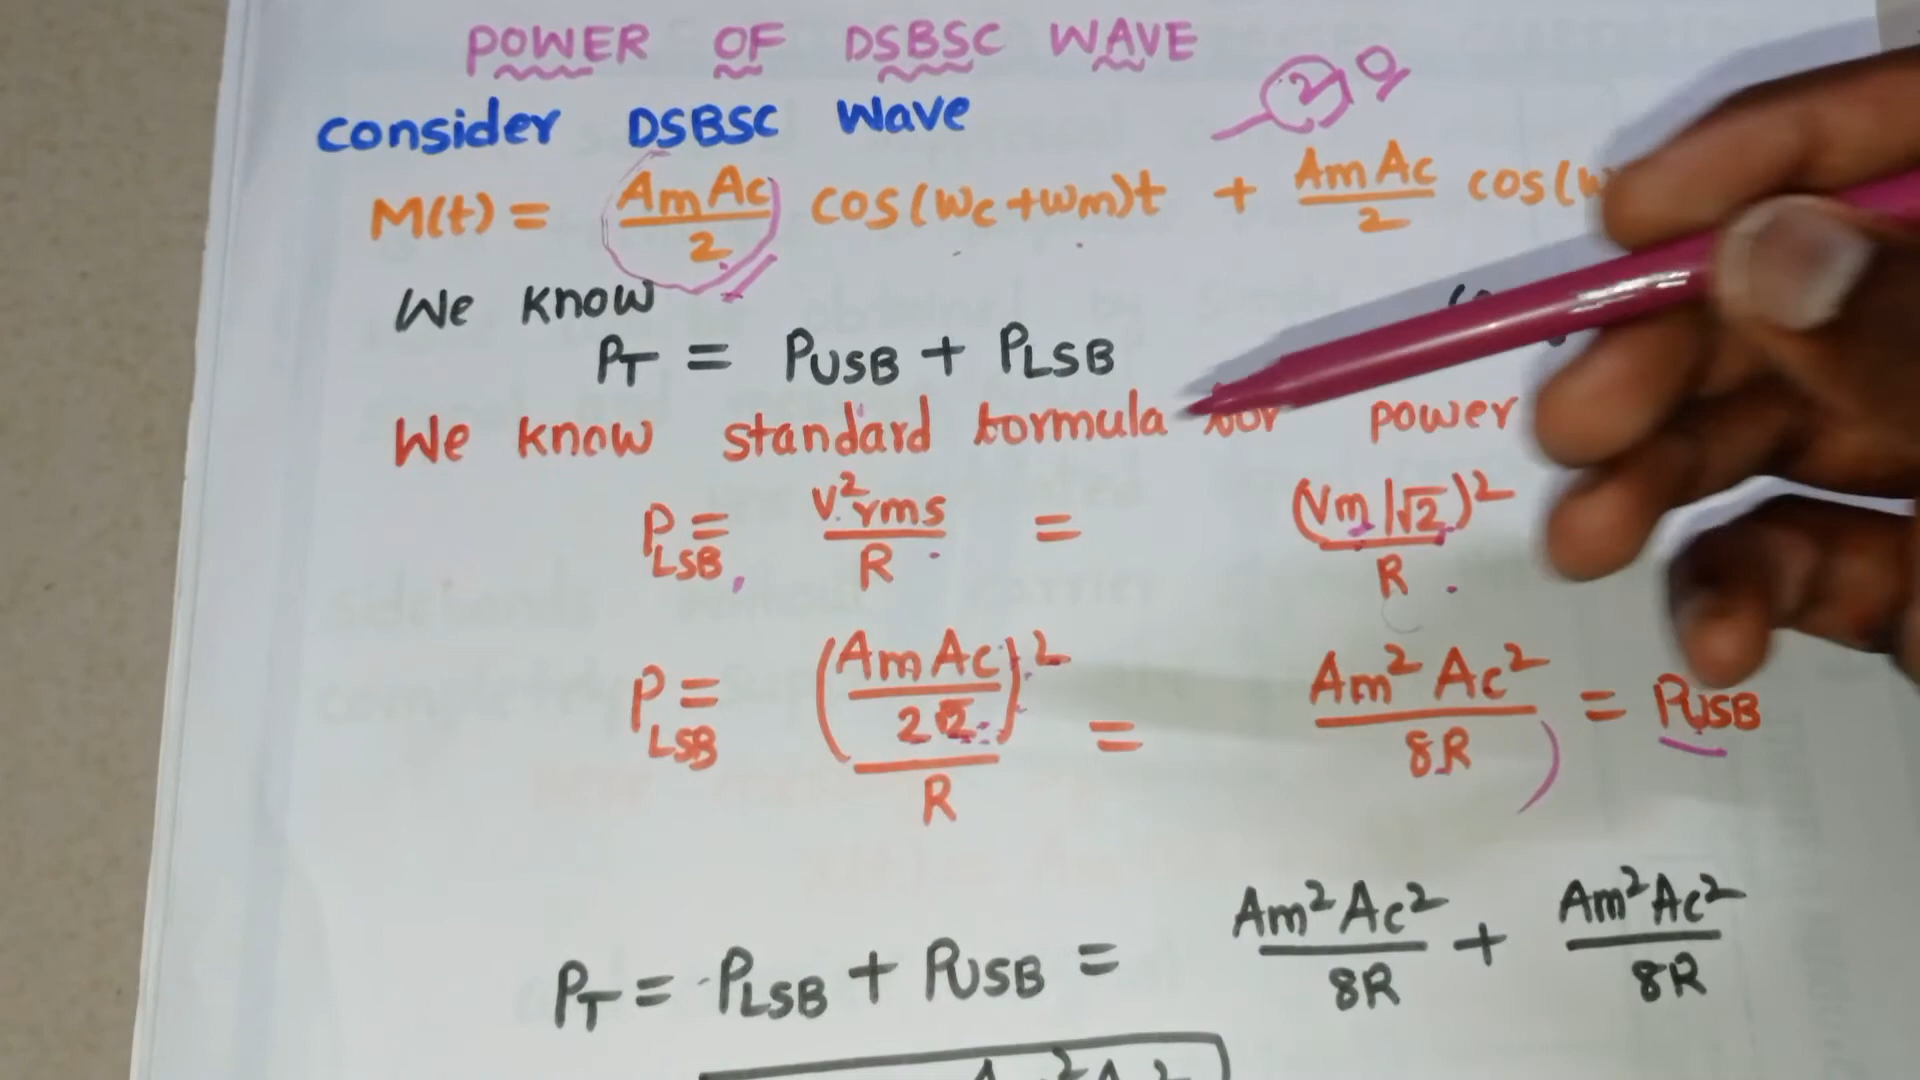 POWER OF DSBSC WAVE
Consider DSBSC Wave
M(t) = AmAc/2 cos(wc+wm)t + AmAc/2 cos(w
We know
PT = PUSB + PLSB
We know standard formula for power
PLSB = V²rms/R = (Vm/√2)²/R
PLSB = (AmAc/2√2)²/R = Am²Ac²/8R = PUSB
PT = PLSB + PUSB = Am²Ac²/8R + Am²Ac²/8R